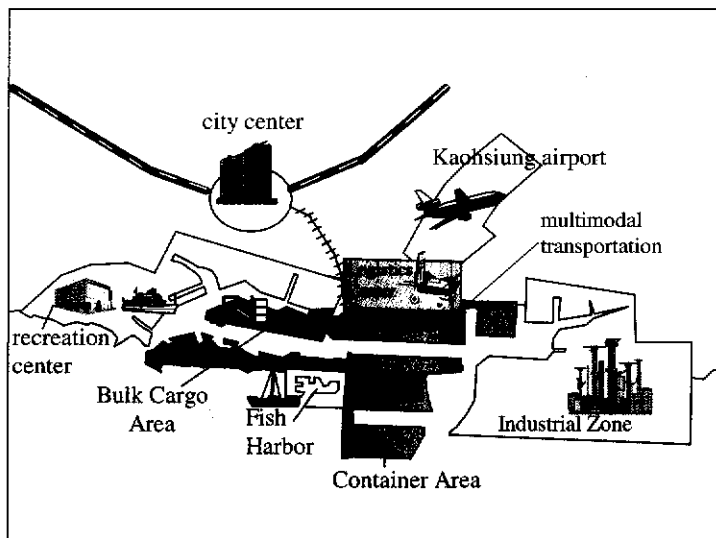 city center
Kaohsiung airport
multimodal
transportation
recreation
center
Bulk Cargo
Area
Fish
Harbor
Industrial Zone
Container Area